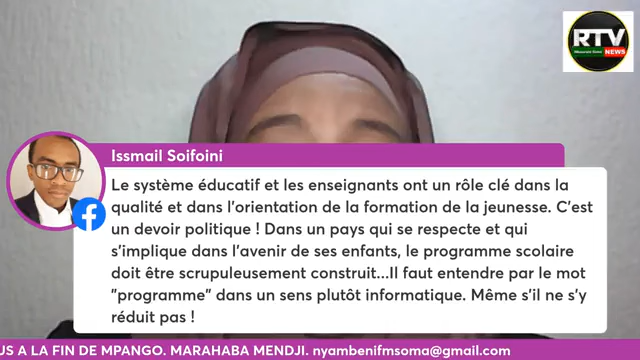 RTV
NEWS
Issmail Soifoini
Le système éducatif et les enseignants ont un rôle clé dans la
qualité et dans l'orientation de la formation de la jeunesse. C'est
un devoir politique ! Dans un pays qui se respecte et qui
s'implique dans l'avenir de ses enfants, le programme scolaire
doit être scrupuleusement construit...Il faut entendre par le mot
"programme" dans un sens plutôt informatique. Même s'il ne s'y
réduit pas !
US A LA FIN DE MPANGO. MARAHABA MENDJI. nyambenifmsoma@gmail.com